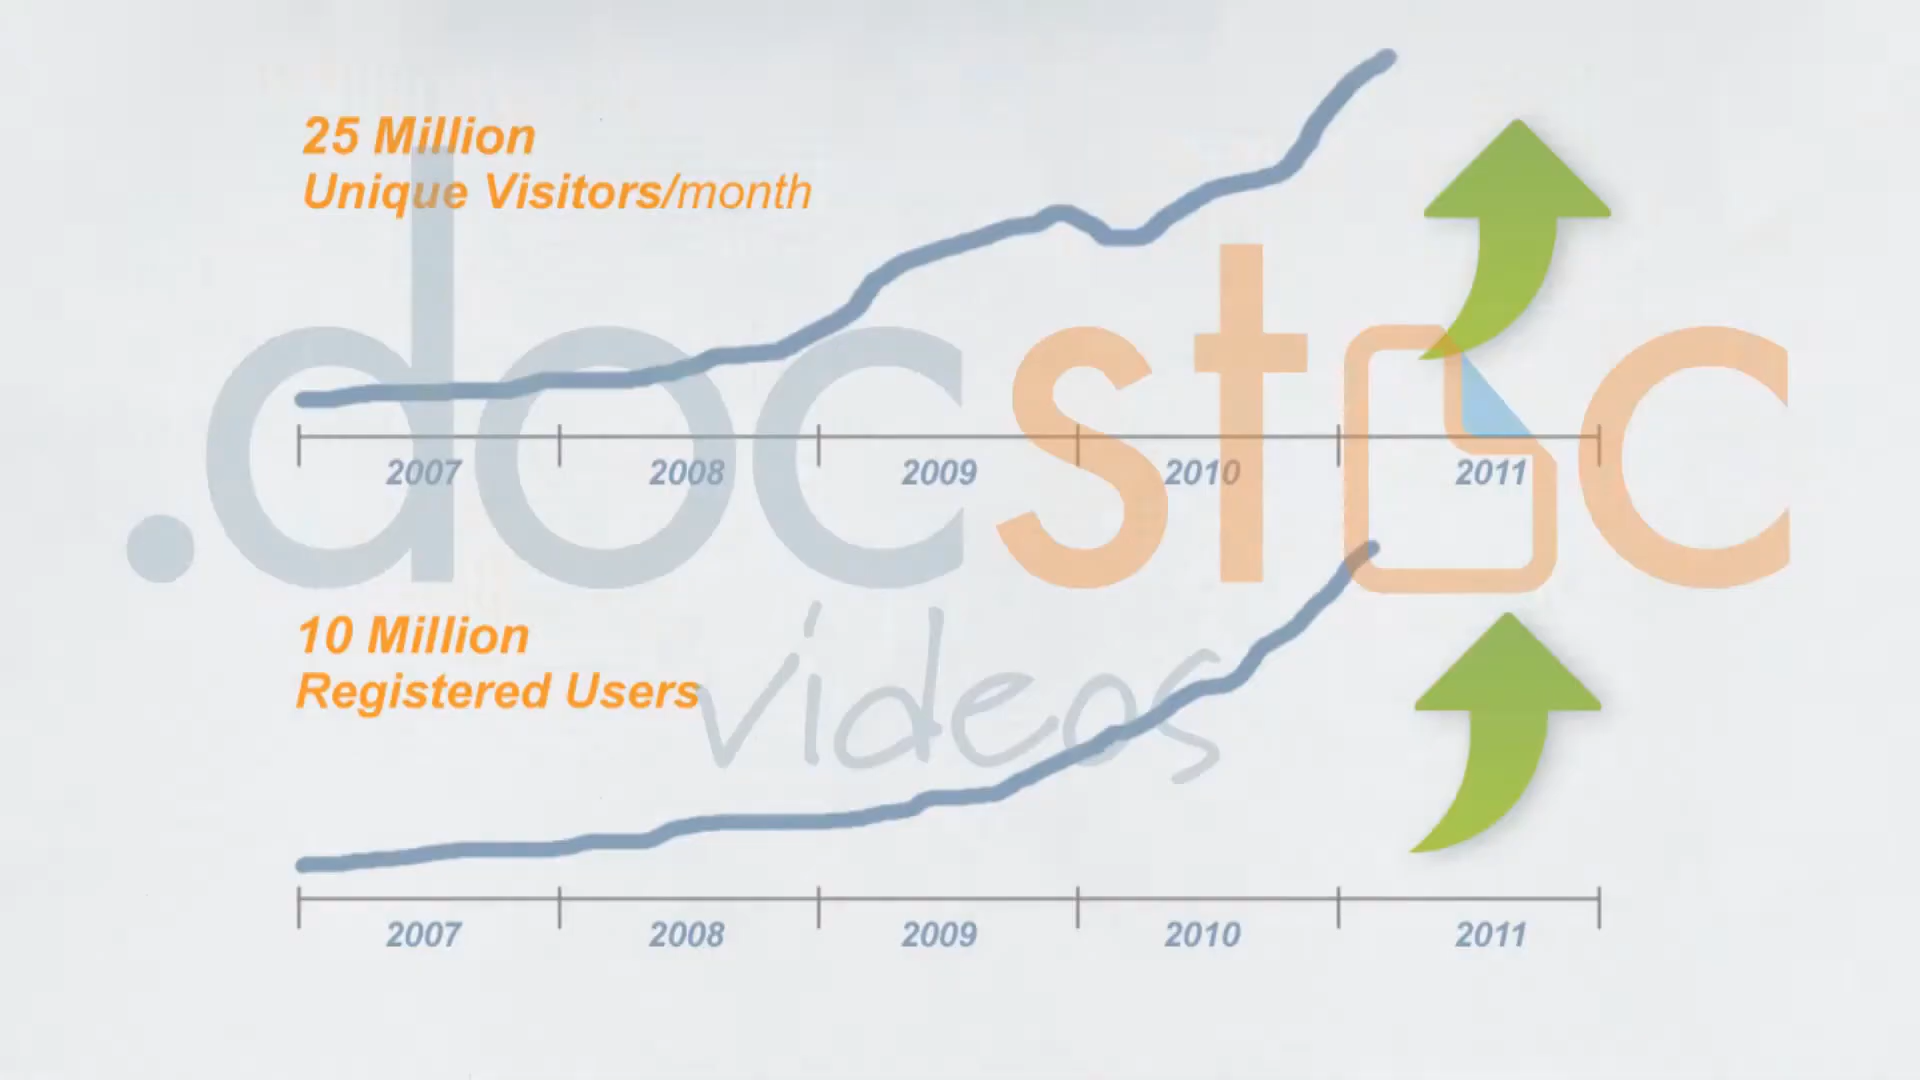 25 Million
Unique Visitors/month
2007 2008 2009 2010 2011
.docstoc
videos
10 Million
Registered Users
2007 2008 2009 2010 2011